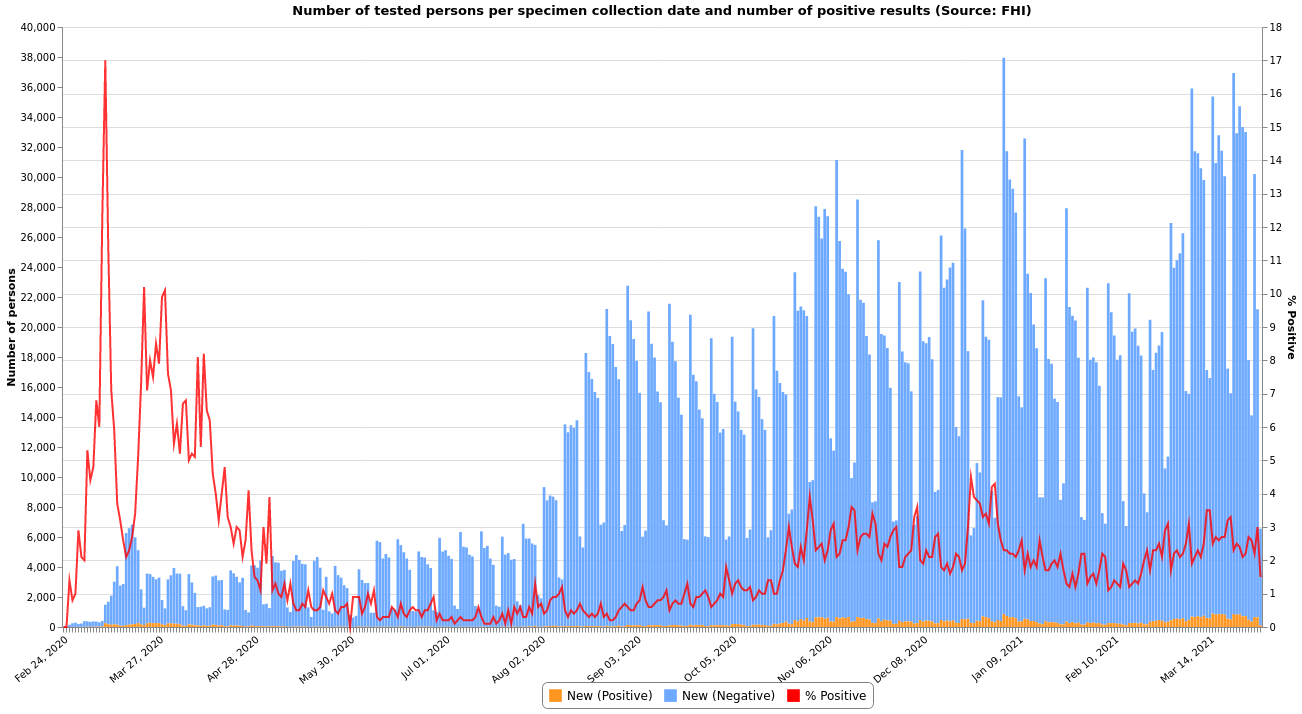 Number of tested persons per specimen collection date and number of positive results (Source: FHI)
40,000
38,000
36,000
34,000
32,000
30,000
28,000
26,000
24,000
22,000
20,000
18,000
16,000
14,000
12,000
10,000
8,000
6,000
4,000
2,000
0
Number of persons
18
17
16
15
14
13
12
11
10
9
8
7
6
5
4
3
2
1
0
% Positive
Feb 24, 2020
Mar 27, 2020
Apr 28, 2020
May 30, 2020
Jul 01, 2020
Aug 02, 2020
Sep 03, 2020
Oct 05, 2020
Nov 06, 2020
Dec 08, 2020
Jan 09, 2021
Feb 10, 2021
Mar 14, 2021
New (Positive) New (Negative) % Positive